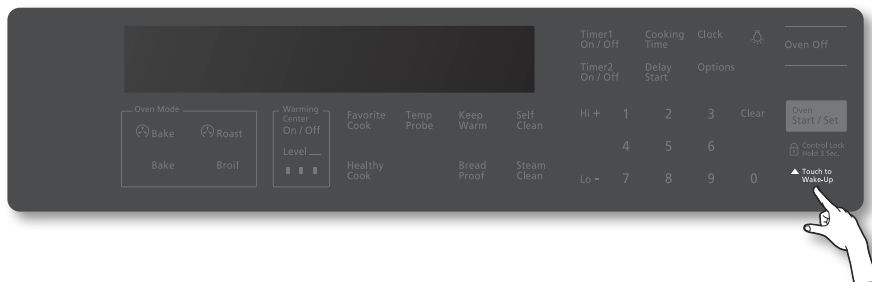 Timer1
On / Off
Cooking
Time
Clock
Oven Off
Timer2
On / Off
Delay
Start
Options
Oven Mode
Bake
Roast
Bake
Broil
Warming
Center
On / Off
Level
Favorite
Cook
Temp
Probe
Keep
Warm
Self
Clean
Healthy
Cook
Bread
Proof
Steam
Clean
Hi + 1 2 3 Clear
4 5 6
Lo - 7 8 9 0
Oven
Start / Set
Control Lock
Hold 3 Sec.
Touch to
Wake-Up